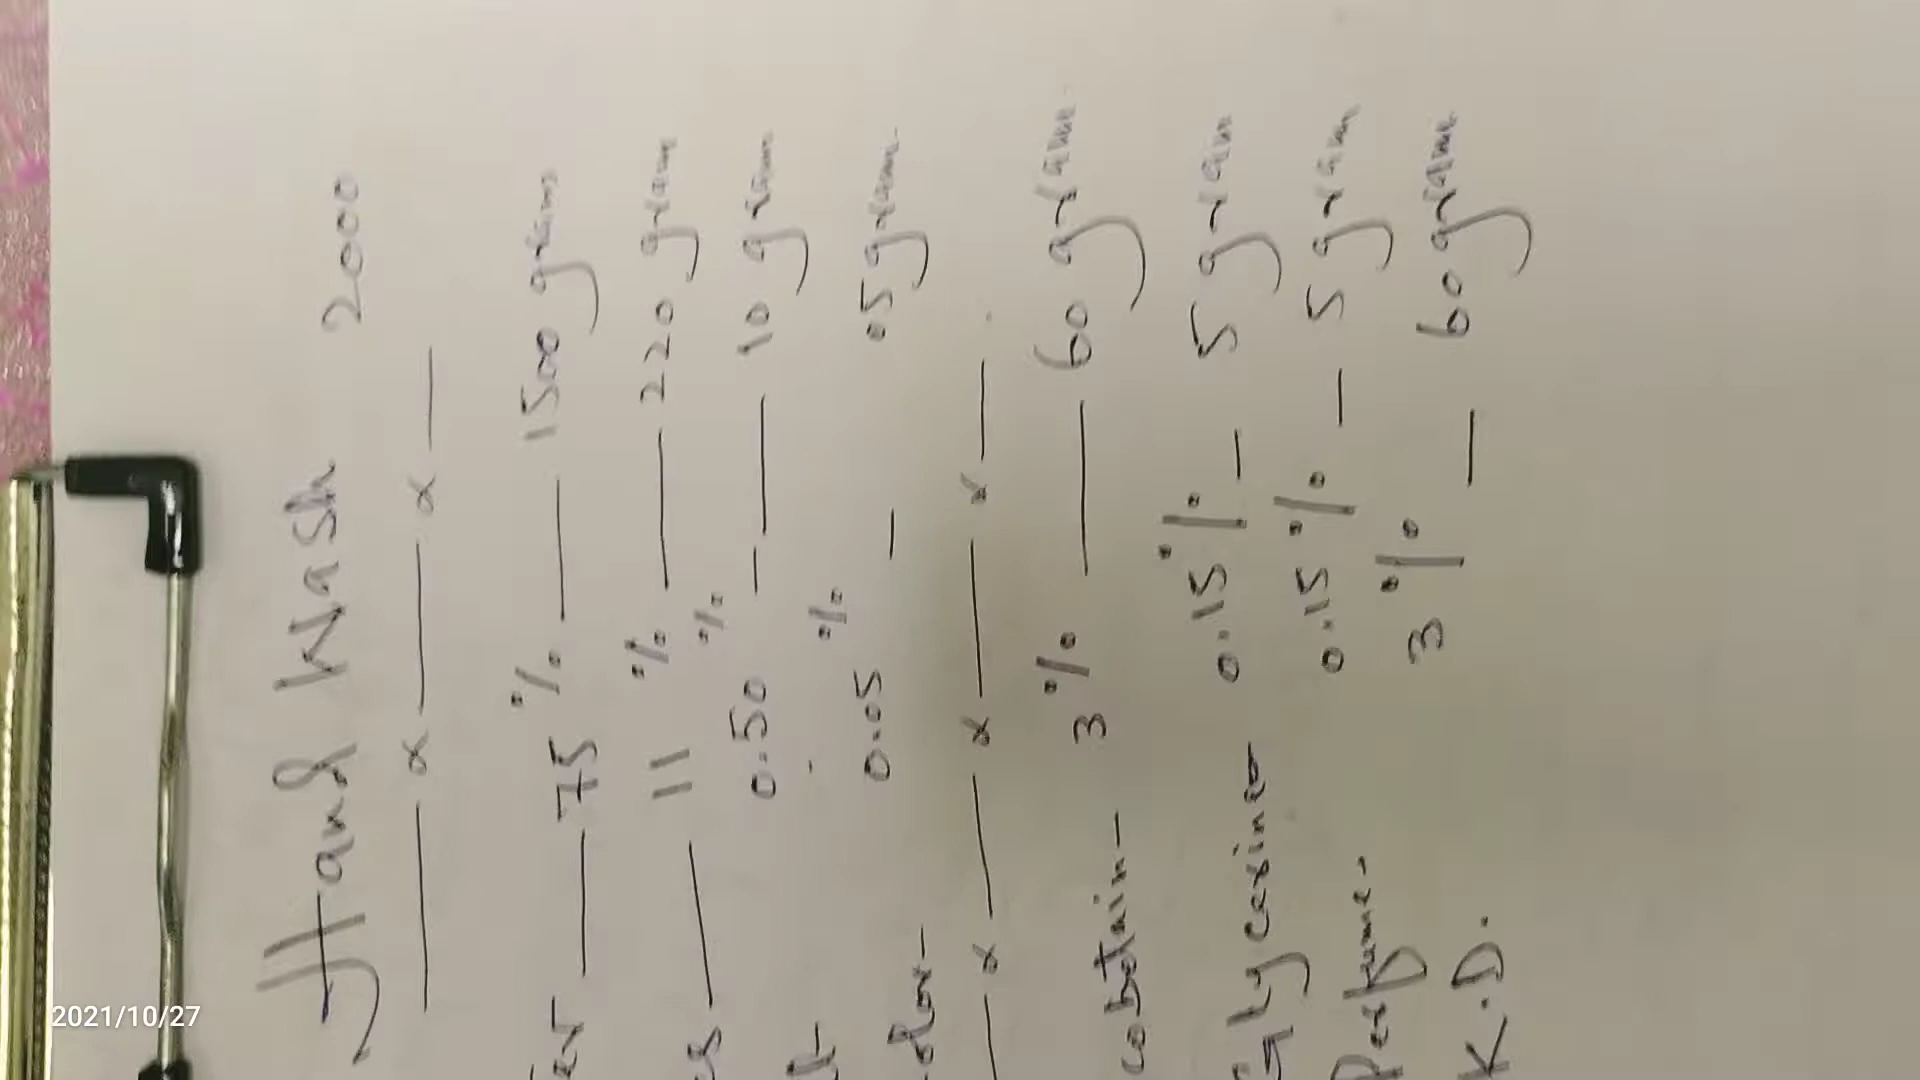 Hand Wash 2000
—— x —— x ——
75 % —— 1500 grams
—— 11 % —— 220 gram
0.50 % —— 10 gram
0.05 % — .05 gram
—— x —— x —— x ——
cobetain — 3 % —— 60 gram
Glycerine 0.15 % — 5 gram
Perfume - 0.15 % — 5 gram
K.D. 3 % — 60 gram
2021/10/27